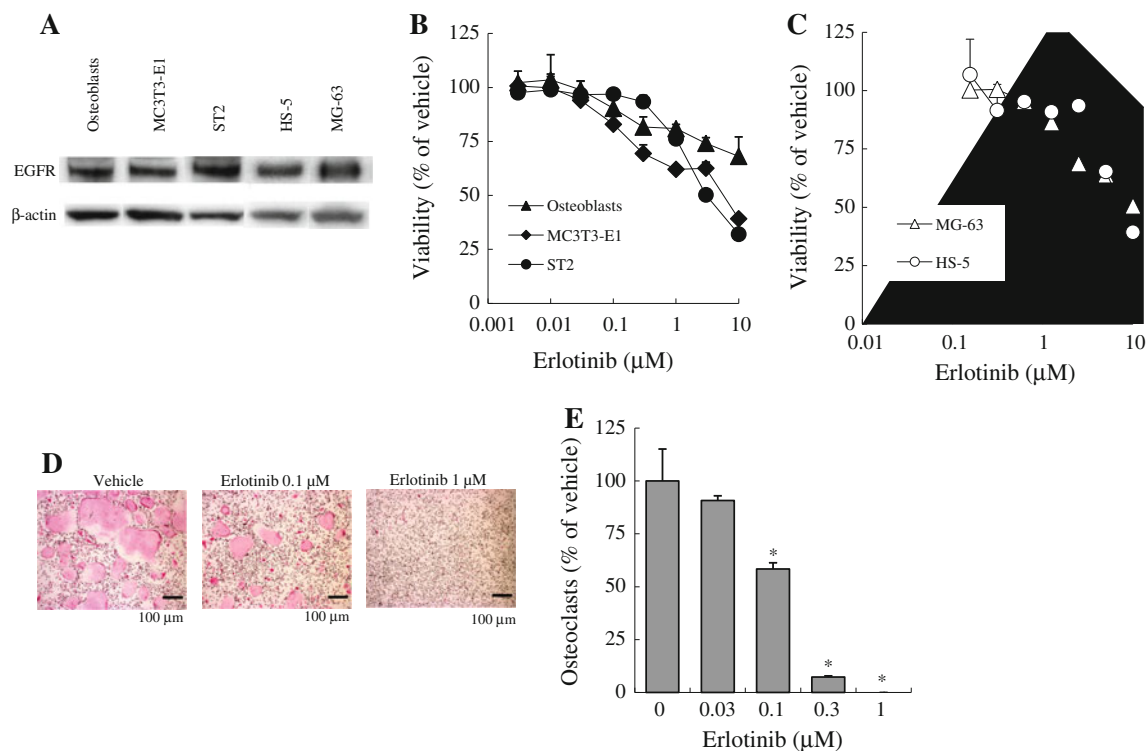 A
Osteoblasts
MC3T3-E1
ST2
HS-5
MG-63
EGFR
β-actin
B
Viability (% of vehicle)
125
100
75
50
25
0
Osteoblasts
MC3T3-E1
ST2
0.001 0.01 0.1 1 10
Erlotinib (μM)
C
Viability (% of vehicle)
125
100
75
50
25
0
MG-63
HS-5
0.01 0.1 1 10
Erlotinib (μM)
D
Vehicle
Erlotinib 0.1 μM
Erlotinib 1 μM
100 μm
100 μm
100 μm
E
Osteoclasts (% of vehicle)
125
100
75
50
25
0
*
*
*
0 0.03 0.1 0.3 1
Erlotinib (μM)